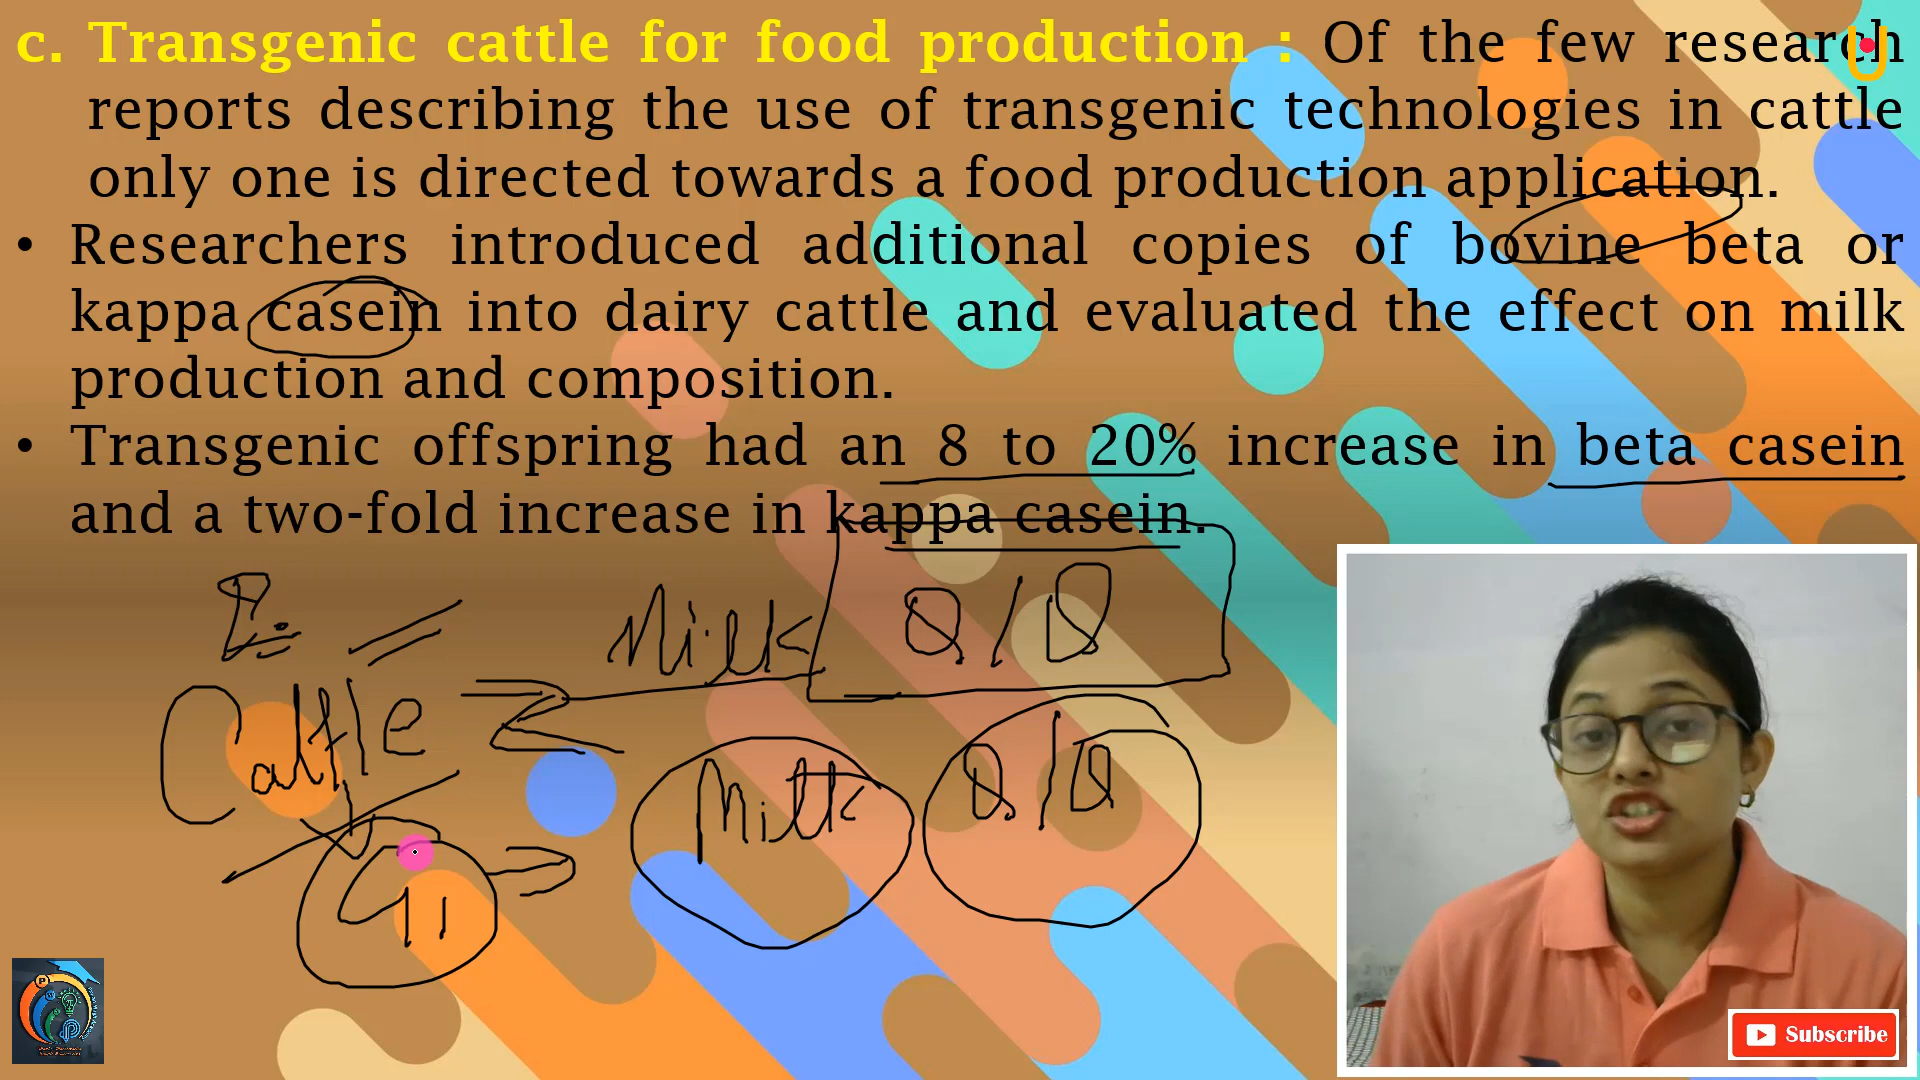 c. Transgenic cattle for food production : Of the few research
reports describing the use of transgenic technologies in cattle
only one is directed towards a food production application.
• Researchers introduced additional copies of bovine beta or
kappa casein into dairy cattle and evaluated the effect on milk
production and composition.
• Transgenic offspring had an 8 to 20% increase in beta casein
and a two-fold increase in kappa casein.
Milk
Cattle
Milk
Subscribe